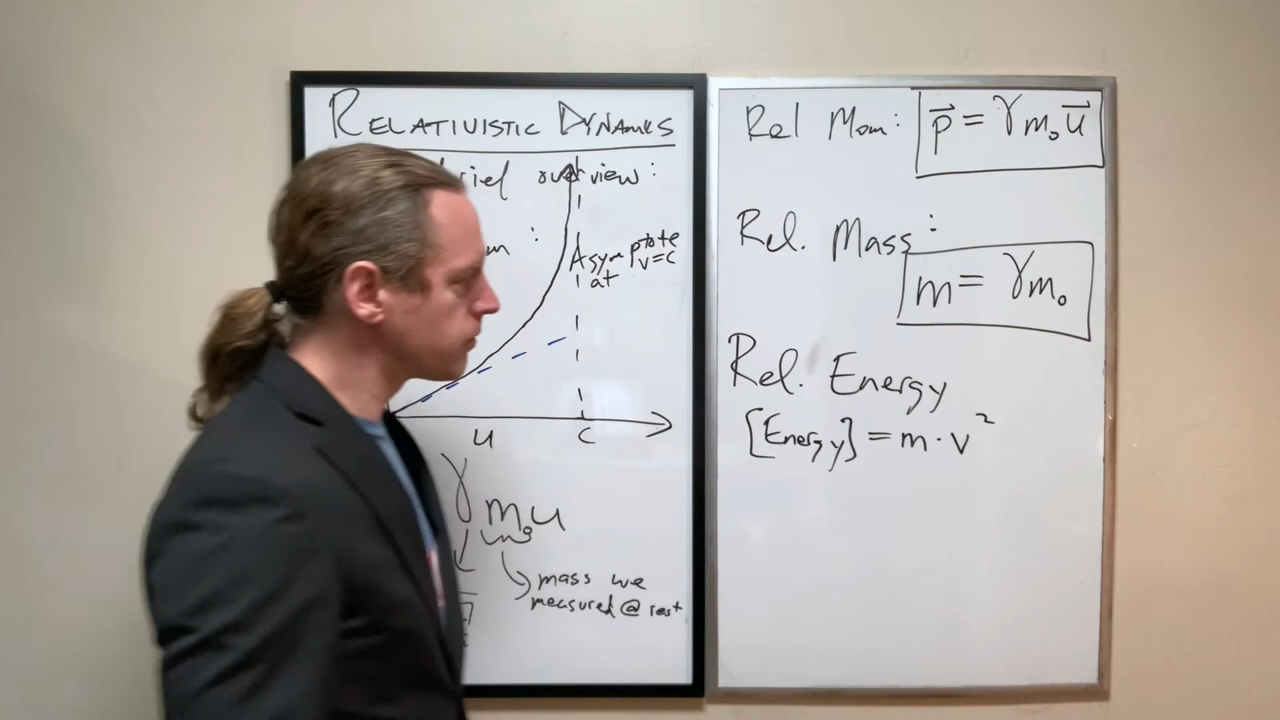 RELATIVISTIC DYNAMICS
overview:
:
Asymptote
at v=c
u
c
γ m₀u
mass we
measured @ rest
Rel Mom: p⃗ = γm₀u⃗
Rel. Mass:
m = γm₀
Rel. Energy
[Energy] = m · v²